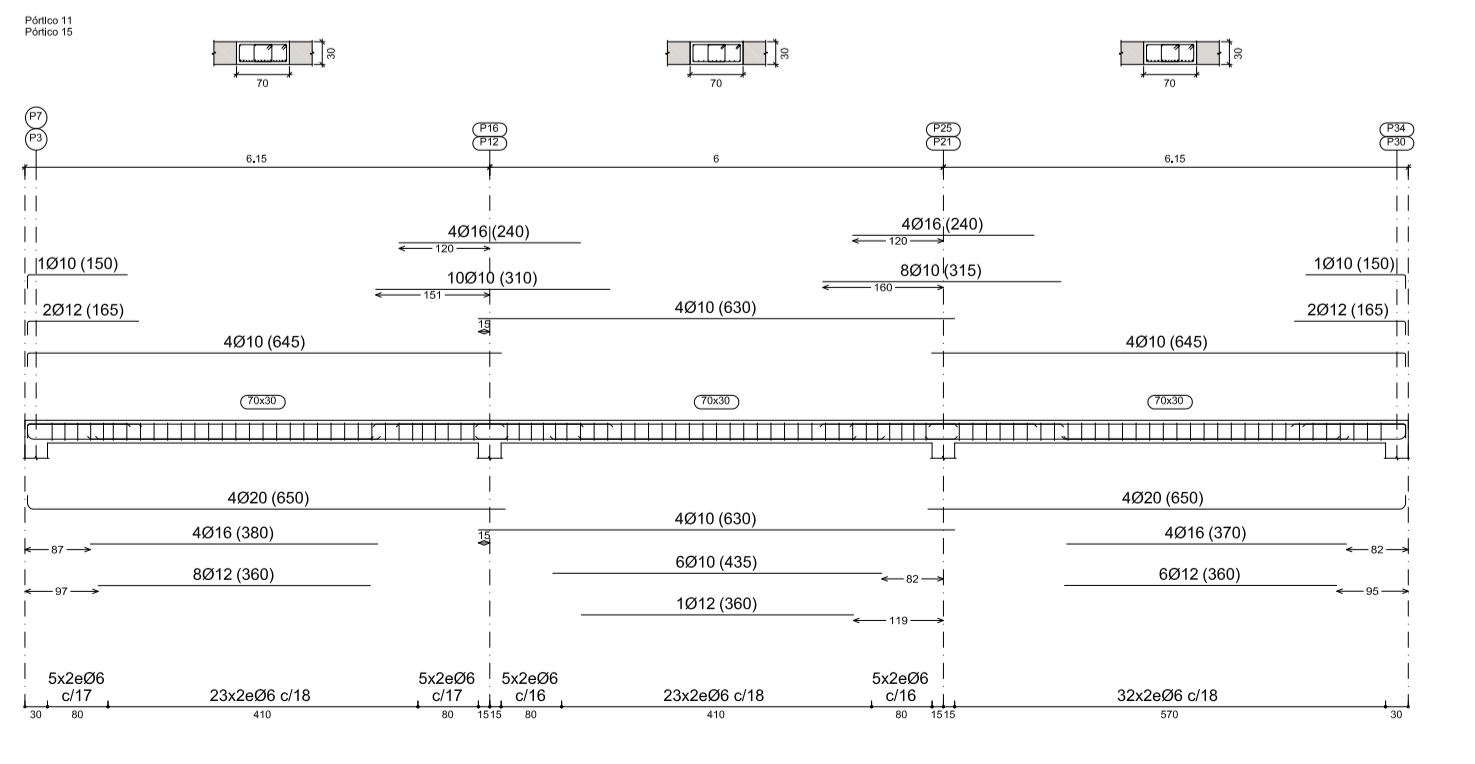 Pórtico 11
Pórtico 15
30
70
30
70
30
70
P7
P3
P16
P12
P25
P21
P34
P30
6.15
6
6.15
4Ø16 (240)
120
4Ø16 (240)
120
1Ø10 (150)
10Ø10 (310)
151
8Ø10 (315)
160
1Ø10 (150)
2Ø12 (165)
4Ø10 (630)
15
2Ø12 (165)
4Ø10 (645)
4Ø10 (645)
70x30
70x30
70x30
4Ø20 (650)
4Ø20 (650)
4Ø16 (380)
87
4Ø10 (630)
15
4Ø16 (370)
82
8Ø12 (360)
97
6Ø10 (435)
82
6Ø12 (360)
95
1Ø12 (360)
119
5x2eØ6
c/17
23x2eØ6 c/18
5x2eØ6
c/17
5x2eØ6
c/16
23x2eØ6 c/18
5x2eØ6
c/16
32x2eØ6 c/18
30 80 410 80 15 15 80 410 80 15 15 570 30